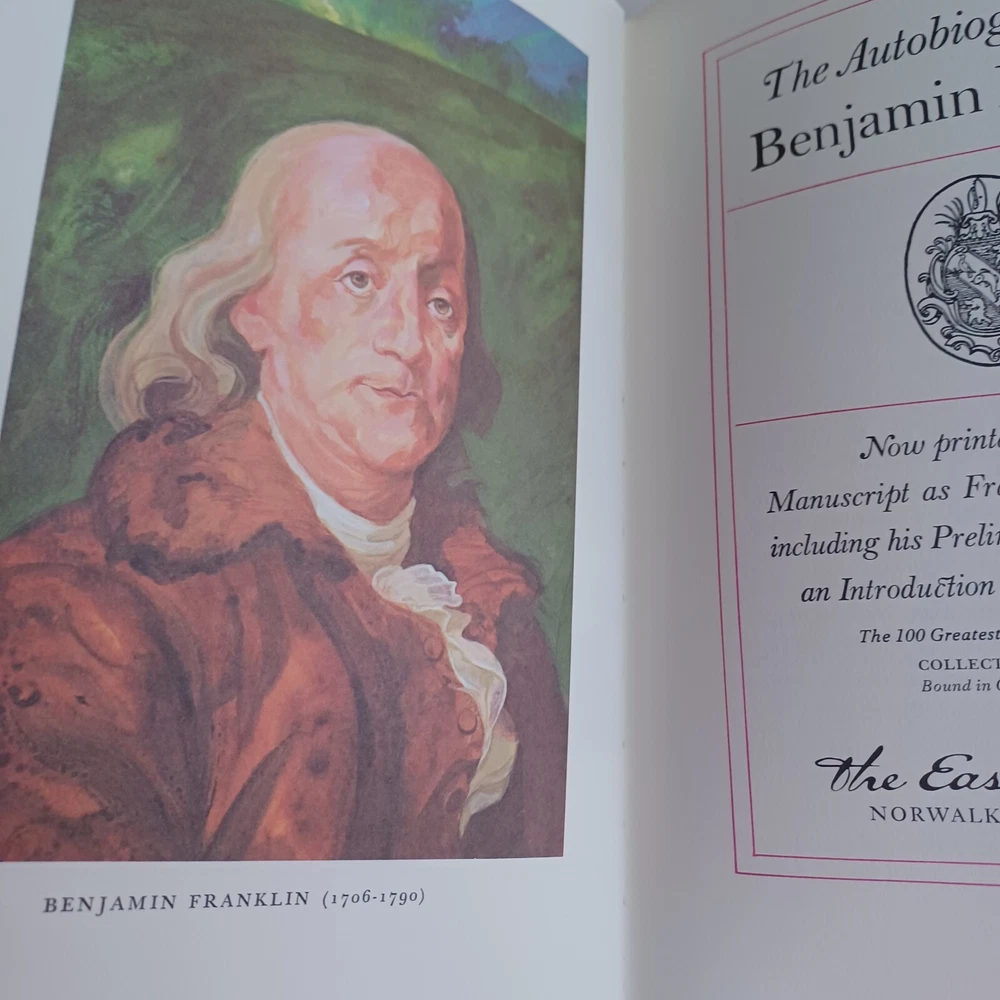 BENJAMIN FRANKLIN (1706-1790)
The Autobiog
Benjamin
Now print
Manuscript as Fr
including his Preli
an Introduction
The 100 Greatest
COLLECT
Bound in
The Eas
NORWALK